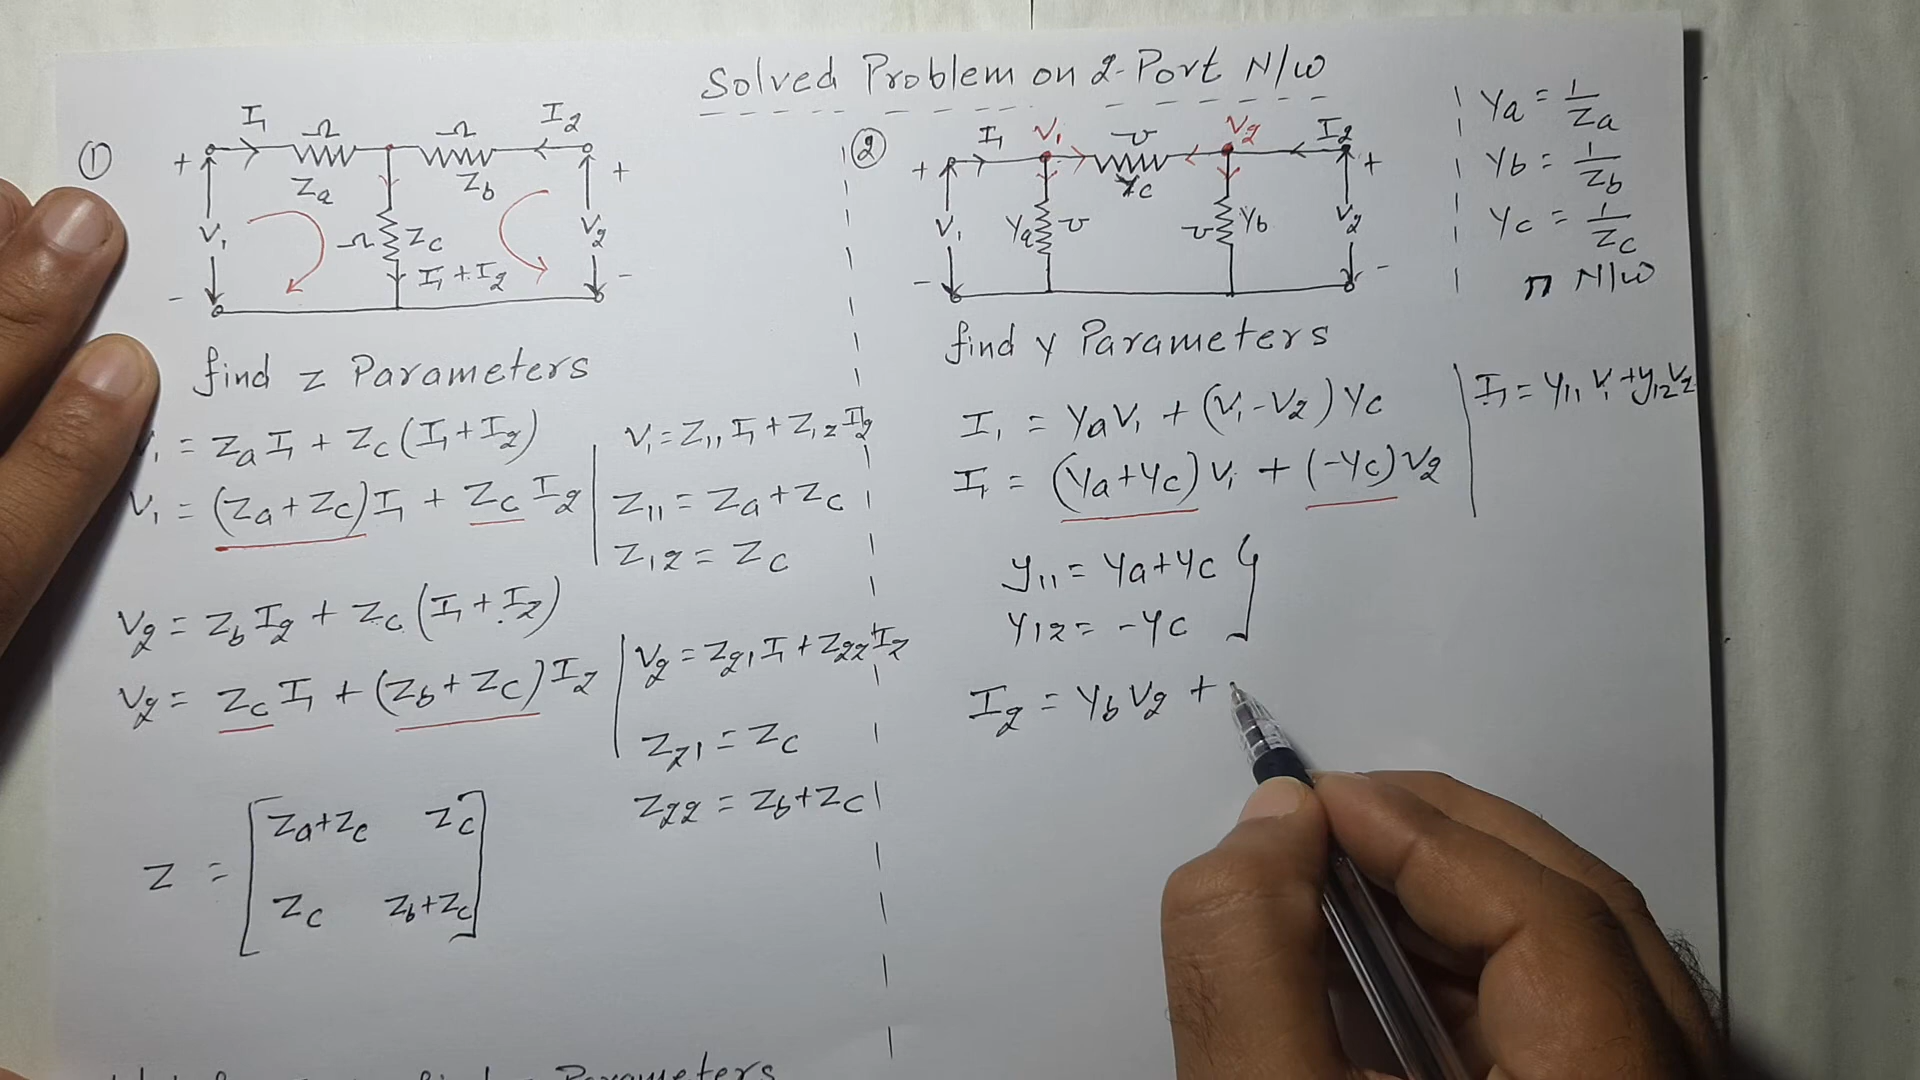 Solved Problem on 2-Port N/W
①
I1 Ω Ω I2
+ Za Zb +
V1 Ω Zc V2
- I1 + I2 -
find z Parameters
V1 = Za I1 + Zc (I1 + I2)
V1 = (Za + Zc) I1 + Zc I2
V1 = Z11 I1 + Z12 I2
Z11 = Za + Zc
Z12 = Zc
V2 = Zb I2 + Zc (I1 + I2)
V2 = Zc I1 + (Zb + Zc) I2
V2 = Z21 I1 + Z22 I2
Z21 = Zc
Z22 = Zb + Zc
Z = [ Za + Zc Zc
Zc Zb + Zc ]
②
I1 V1 ℧ V2 I2
+ Yc +
V1 Ya ℧ ℧ Yb V2
- -
Ya = 1/Za
Yb = 1/Zb
Yc = 1/Zc
π N/W
find y Parameters
I1 = Ya V1 + (V1 - V2) Yc
I1 = (Ya + Yc) V1 + (-Yc) V2
I1 = Y11 V1 + Y12 V2
Y11 = Ya + Yc
Y12 = -Yc
I2 = Yb V2 +
Parameters